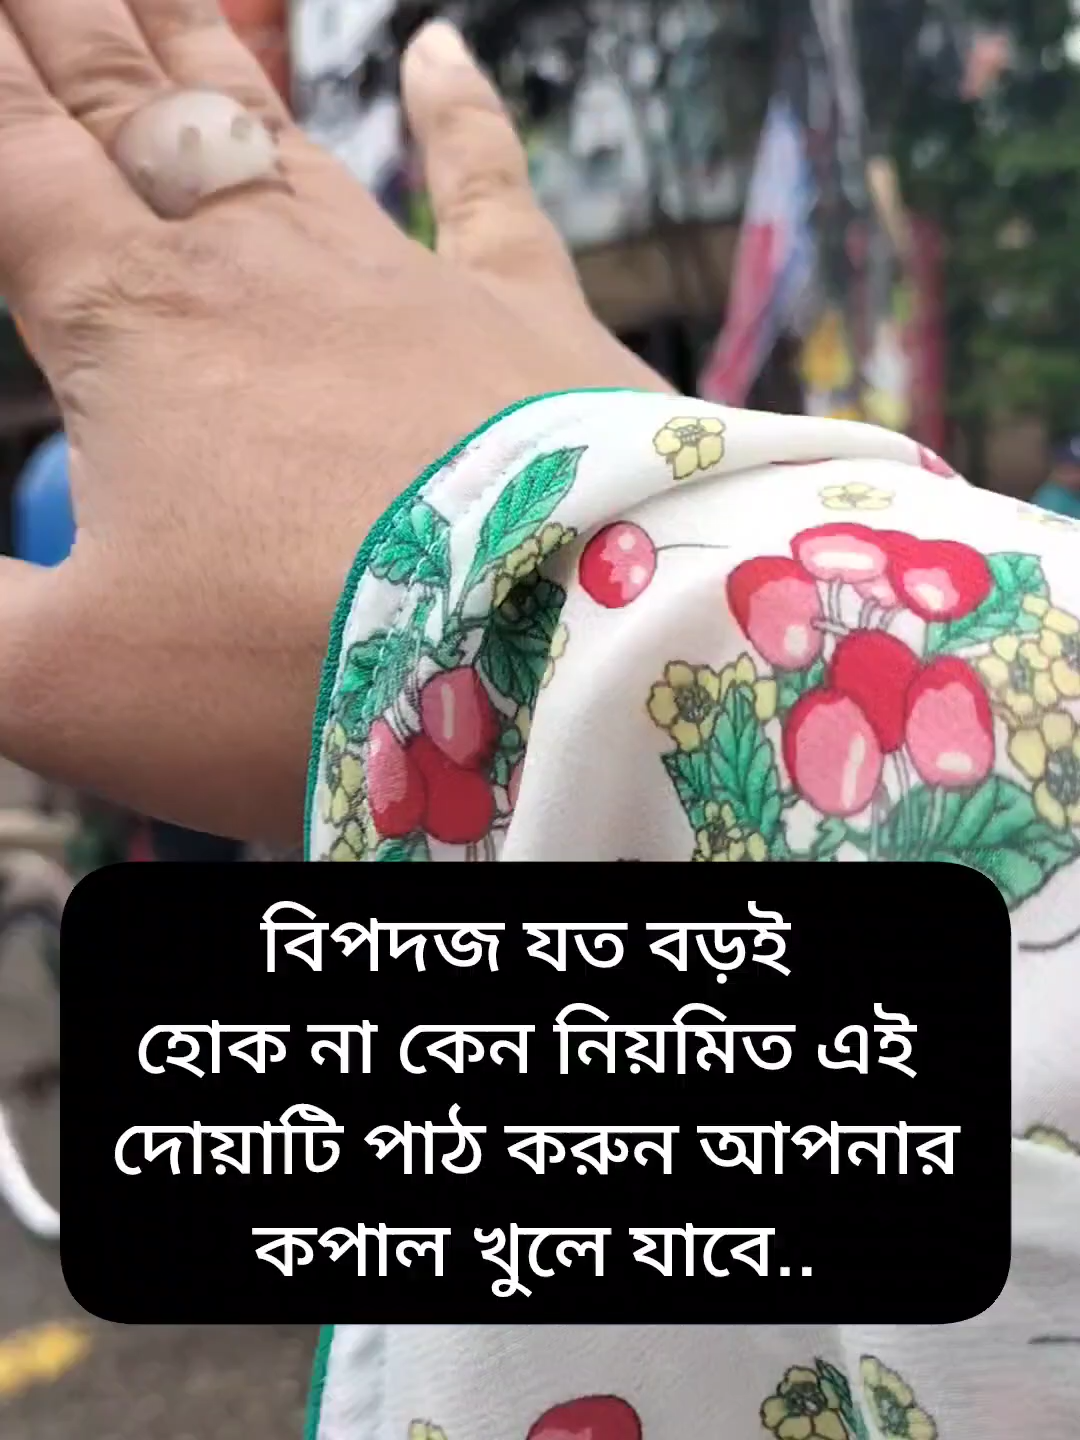 বিপদজ যত বড়ই
হোক না কেন নিয়মিত এই
দোয়াটি পাঠ করুন আপনার
কপাল খুলে যাবে..